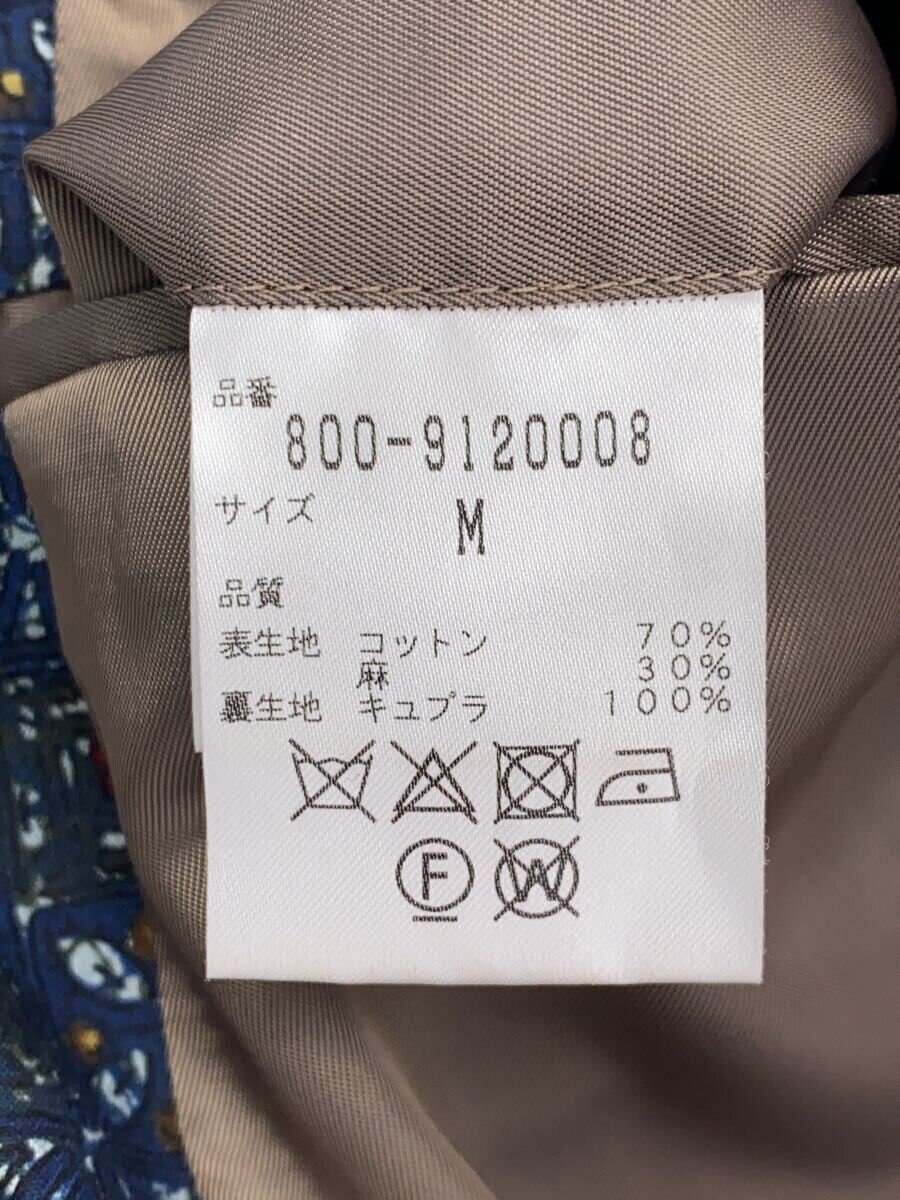 品番
800-9120008
サイズ
M
品質
表生地 コットン 70%
麻 30%
裏生地 キュプラ 100%
F W